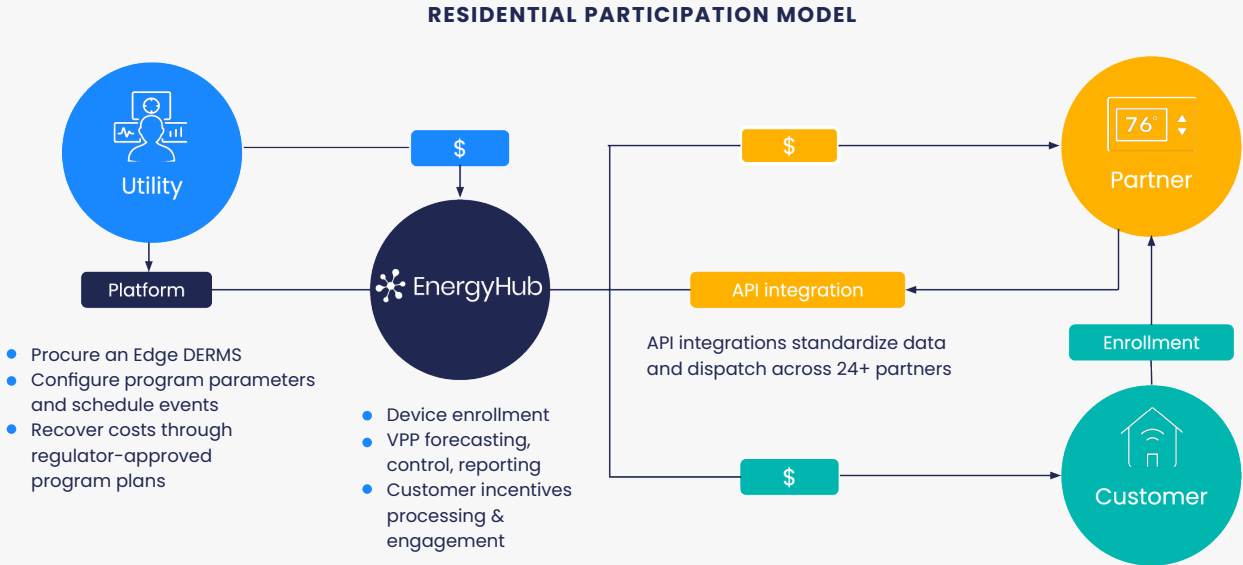 RESIDENTIAL PARTICIPATION MODEL
Utility
$
$
76°
Partner
Platform
EnergyHub
API integration
API integrations standardize data
and dispatch across 24+ partners
Enrollment
Procure an Edge DERMS
Configure program parameters
and schedule events
Recover costs through
regulator-approved
program plans
Device enrollment
VPP forecasting,
control, reporting
Customer incentives
processing &
engagement
$
Customer